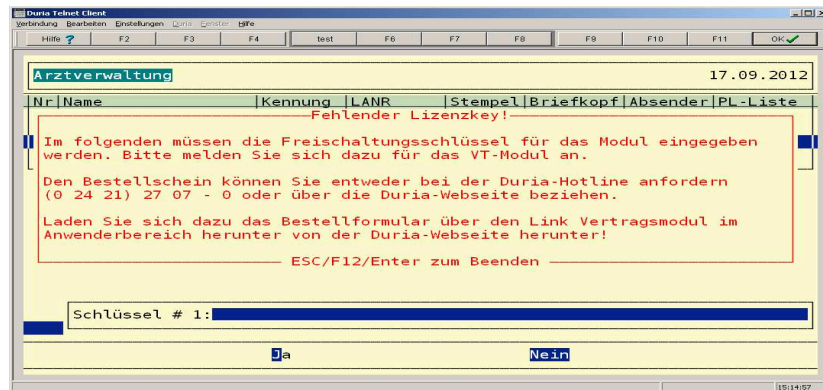 Duria Telnet Client
Verbindung Bearbeiten Einstellungen Duria Fenster Hilfe
Hilfe ? F2 F3 F4 test F6 F7 F8 F9 F10 F11 OK
Arztverwaltung 17.09.2012
Nr|Name |Kennung |LANR |Stempel|Briefkopf|Absender|PL-Liste
Fehlender Lizenzkey!
Im folgenden müssen die Freischaltungsschlüssel für das Modul eingegeben
werden. Bitte melden Sie sich dazu für das VT-Modul an.
Den Bestellschein können Sie entweder bei der Duria-Hotline anfordern
(0 24 21) 27 07 - 0 oder über die Duria-Webseite beziehen.
Laden Sie sich dazu das Bestellformular über den Link Vertragsmodul im
Anwenderbereich herunter von der Duria-Webseite herunter!
ESC/F12/Enter zum Beenden
Schlüssel # 1:
Ja Nein
15:14:57